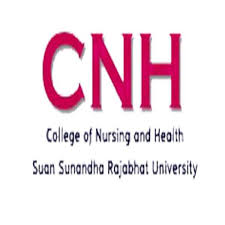 CNH
College of Nursing and Health
Suan Sunandha Rajabhat University